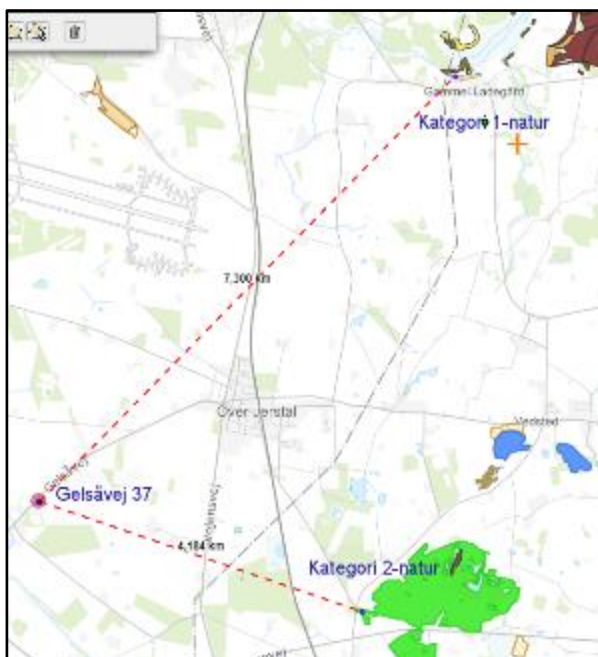 Gammel Ladegård
Kategori 1-natur
7,300 km
Over Jerstal
Vedsted
Gelsåvej
Gelsåvej 37
4,184 km
Kategori 2-natur